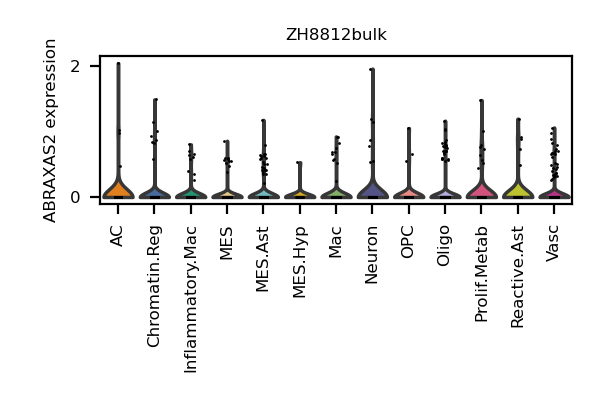 ZH8812bulk
ABRAXAS2 expression
2
0
AC
Chromatin.Reg
Inflammatory.Mac
MES
MES.Ast
MES.Hyp
Mac
Neuron
OPC
Oligo
Prolif.Metab
Reactive.Ast
Vasc